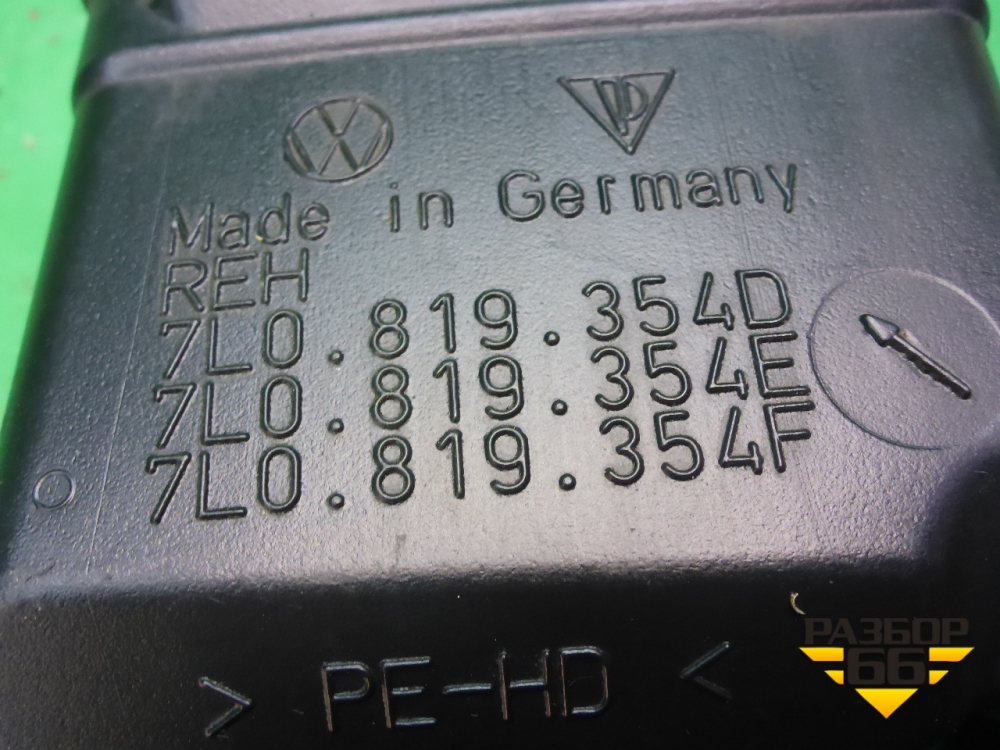 Made in Germany
REH
7L0.819.354D
7L0.819.354E
7L0.819.354F
> PE-HD <
РАЗБОР
66